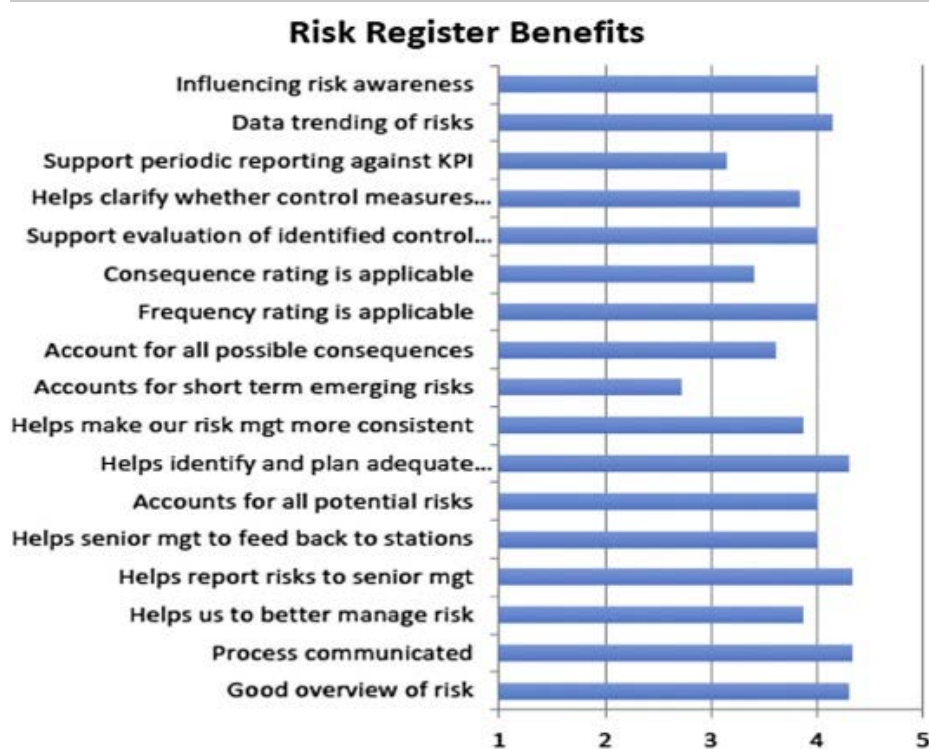 Risk Register Benefits
Influencing risk awareness
Data trending of risks
Support periodic reporting against KPI
Helps clarify whether control measures...
Support evaluation of identified control...
Consequence rating is applicable
Frequency rating is applicable
Account for all possible consequences
Accounts for short term emerging risks
Helps make our risk mgt more consistent
Helps identify and plan adequate...
Accounts for all potential risks
Helps senior mgt to feed back to stations
Helps report risks to senior mgt
Helps us to better manage risk
Process communicated
Good overview of risk
1 2 3 4 5